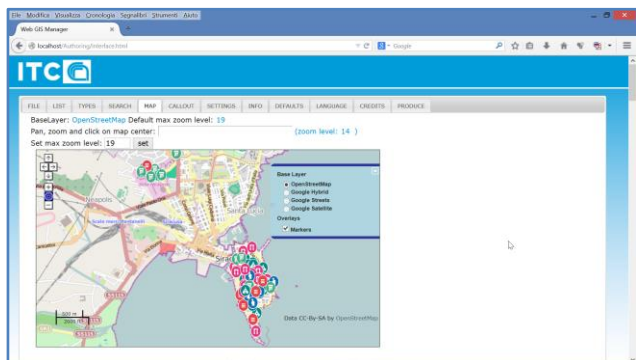 File Modifica Visualizza Cronologia Segnalibri Strumenti Aiuto
Web GIS Manager
localhost/Authoring/interface.html
Google
ITC
FILE LIST TYPES SEARCH MAP CALLOUT SETTINGS INFO DEFAULTS LANGUAGE CREDITS PRODUCE
BaseLayer: OpenStreetMap Default max zoom level: 19
Pan, zoom and click on map center: (zoom level: 14 )
Set max zoom level: 19 set
Base Layer
OpenStreetMap
Google Hybrid
Google Streets
Google Satellite
Overlays
Markers
Neapolis
Santa Lucia
500 m
Data CC-By-SA by OpenStreetMap